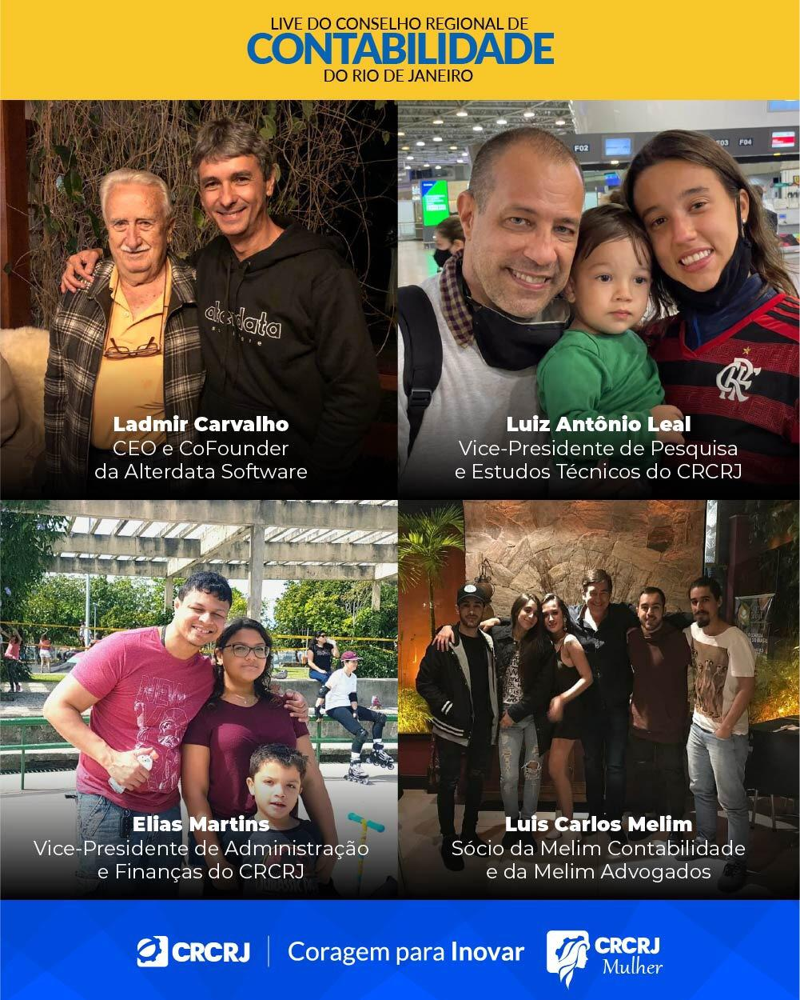 LIVE DO CONSELHO REGIONAL DE
CONTABILIDADE
DO RIO DE JANEIRO
F02
F03
F04
alterdata
CRF
Ladmir Carvalho
CEO e CoFounder
da Alterdata Software
Luiz Antônio Leal
Vice-Presidente de Pesquisa
e Estudos Técnicos do CRCRJ
NEW
Elias Martins
Vice-Presidente de Administração
e Finanças do CRCRJ
Luis Carlos Melim
Sócio da Melim Contabilidade
e da Melim Advogados
CRCRJ
Coragem para Inovar
CRCRJ
Mulher